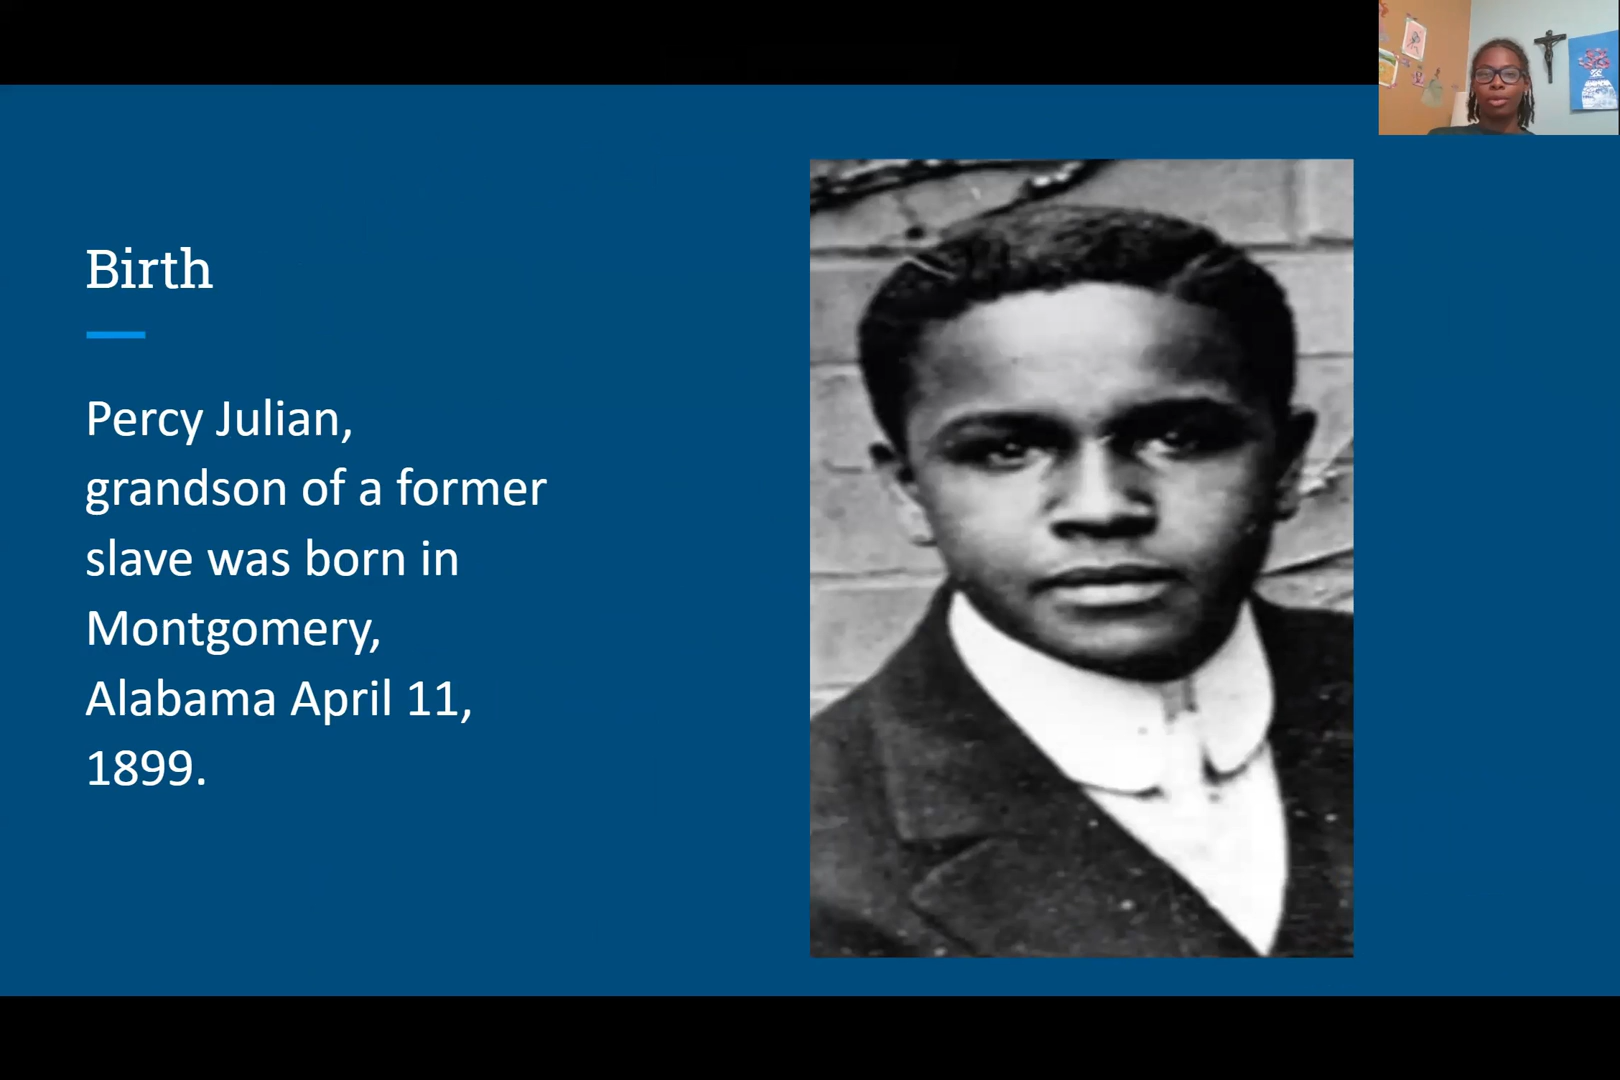 Birth
Percy Julian,
grandson of a former
slave was born in
Montgomery,
Alabama April 11,
1899.